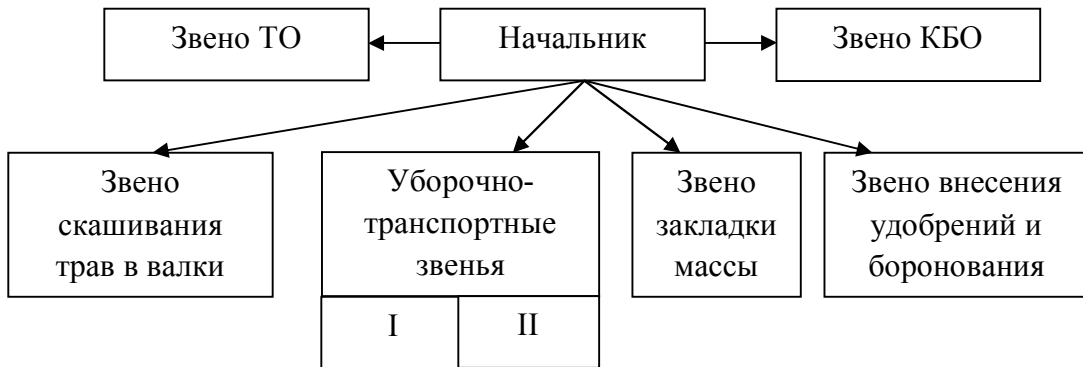 Звено ТО
Начальник
Звено КБО
Звено
скашивания
трав в валки
Уборочно-
транспортные
звенья
I
II
Звено
закладки
массы
Звено внесения
удобрений и
боронования